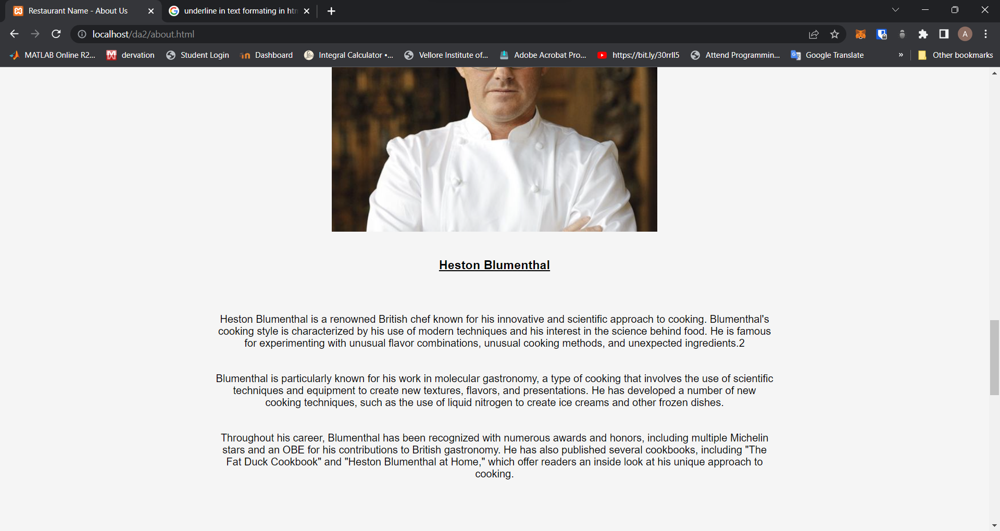 Restaurant Name - About Us
underline in text formating in htm
localhost/da2/about.html
A
MATLAB Online R2...
dervation
Student Login
Dashboard
Integral Calculator •...
Vellore Institute of...
Adobe Acrobat Pro...
https://bit.ly/30rrll5
Attend Programmin...
Google Translate
»
Other bookmarks
Heston Blumenthal
Heston Blumenthal is a renowned British chef known for his innovative and scientific approach to cooking. Blumenthal's
cooking style is characterized by his use of modern techniques and his interest in the science behind food. He is famous
for experimenting with unusual flavor combinations, unusual cooking methods, and unexpected ingredients.2
Blumenthal is particularly known for his work in molecular gastronomy, a type of cooking that involves the use of scientific
techniques and equipment to create new textures, flavors, and presentations. He has developed a number of new
cooking techniques, such as the use of liquid nitrogen to create ice creams and other frozen dishes.
Throughout his career, Blumenthal has been recognized with numerous awards and honors, including multiple Michelin
stars and an OBE for his contributions to British gastronomy. He has also published several cookbooks, including "The
Fat Duck Cookbook" and "Heston Blumenthal at Home," which offer readers an inside look at his unique approach to
cooking.